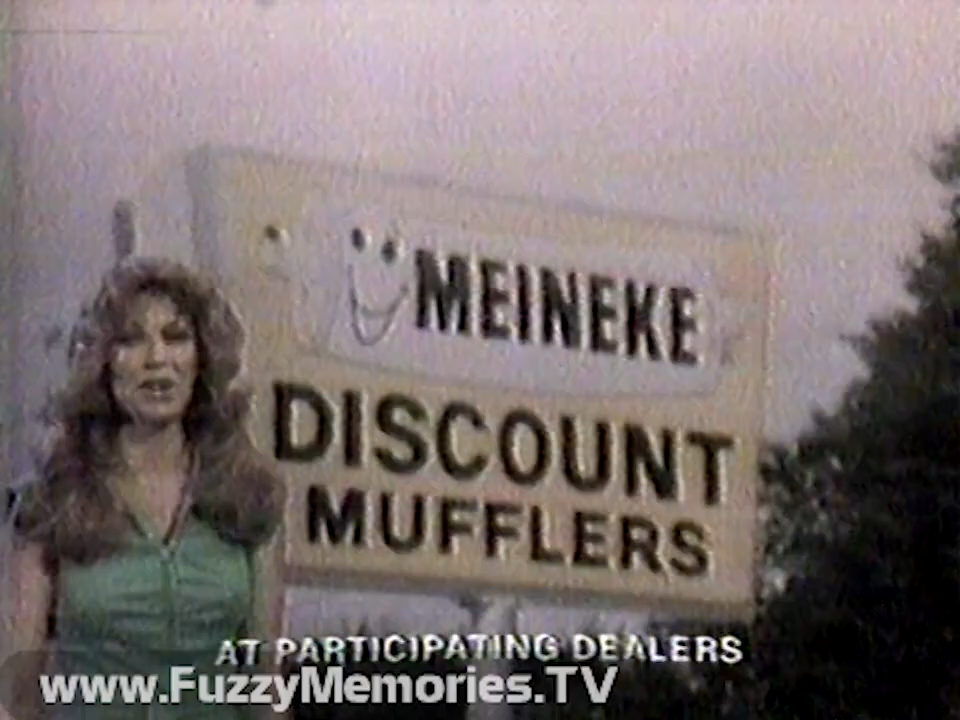 MEINEKE
DISCOUNT
MUFFLERS
AT PARTICIPATING DEALERS
www.FuzzyMemories.TV